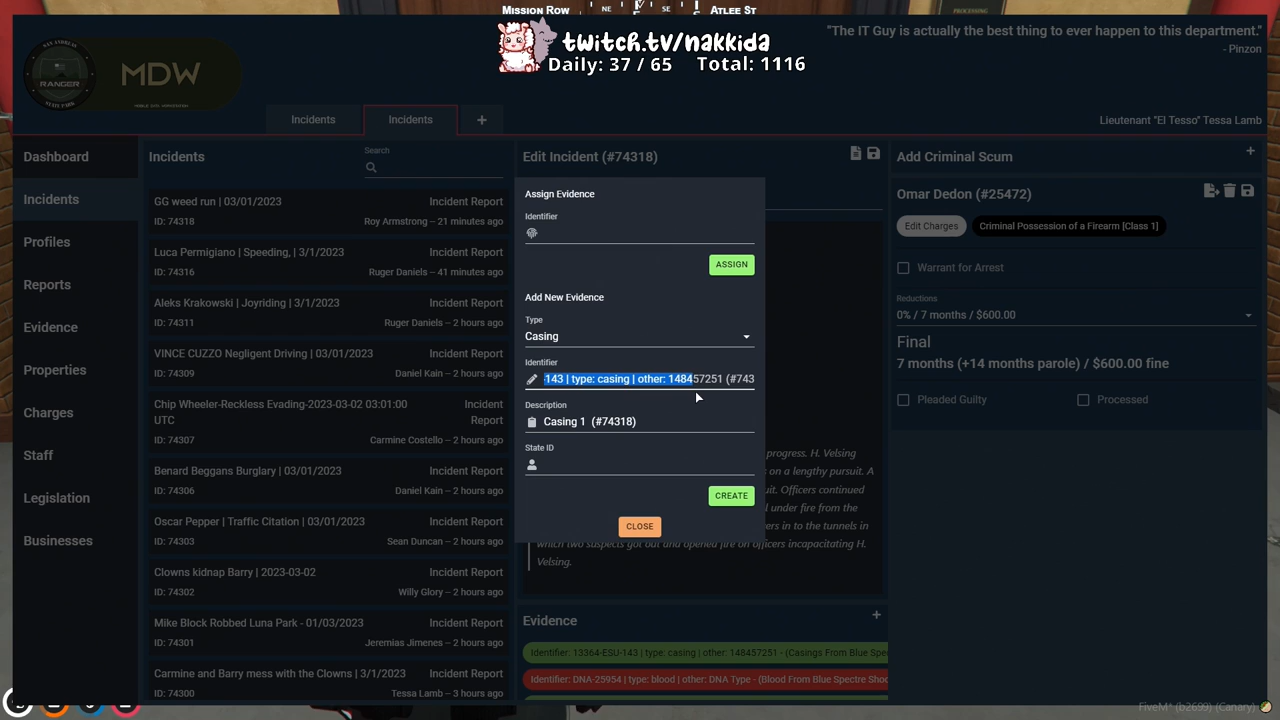 Mission Row
NE
SE
Atlee St
PROCESSING
twitch.tv/nakkida
Daily: 37 / 65 Total: 1116
"The IT Guy is actually the best thing to ever happen to this department."
- Pinzon
SAN ANDREAS
RANGER
STATE PARK
MDW
Incidents
Incidents
+
Lieutenant "El Tesso" Tessa Lamb
Dashboard
Incidents
Profiles
Reports
Evidence
Properties
Charges
Staff
Legislation
Businesses
Incidents
Search
GG weed run | 03/01/2023
Incident Report
ID: 74318
Roy Armstrong – 21 minutes ago
Luca Permigiano | Speeding, | 3/1/2023
Incident Report
ID: 74316
Ruger Daniels – 41 minutes ago
Aleks Krakowski | Joyriding | 3/1/2023
Incident Report
ID: 74311
Ruger Daniels – 2 hours ago
VINCE CUZZO Negligent Driving | 03/01/2023
Incident Report
ID: 74309
Daniel Kain – 2 hours ago
Chip Wheeler-Reckless Evading-2023-03-02 03:01:00
UTC
Incident
Report
ID: 74307
Carmine Costello – 2 hours ago
Benard Beggans Burglary | 03/01/2023
Incident Report
ID: 74306
Daniel Kain – 2 hours ago
Oscar Pepper | Traffic Citation | 03/01/2023
Incident Report
ID: 74303
Sean Duncan – 2 hours ago
Clowns kidnap Barry | 2023-03-02
Incident Report
ID: 74302
Willy Glory – 2 hours ago
Mike Block Robbed Luna Park - 01/03/2023
Incident Report
ID: 74301
Jeremias Jimenes – 2 hours ago
Carmine and Barry mess with the Clowns | 3/1/2023
Incident Report
ID: 74300
Tessa Lamb – 3 hours ago
Edit Incident (#74318)
Assign Evidence
Identifier
ASSIGN
Add New Evidence
Type
Casing
Identifier
143 | type: casing | other: 148457251 (#743
Description
Casing 1 (#74318)
State ID
CREATE
CLOSE
progress. H. Velsing
on a lengthy pursuit. A
uit. Officers continued
l under fire from the
ers in to the tunnels in
which two suspects got out and opened fire on officers incapacitating H.
Velsing.
Evidence
+
Identifier: 13364-ESU-143 | type: casing | other: 148457251 - (Casings From Blue Spe
Identifier: DNA-25954 | type: blood | other: DNA Type - (Blood From Blue Spectre Shoo
Add Criminal Scum
+
Omar Dedon (#25472)
Edit Charges
Criminal Possession of a Firearm [Class 1]
Warrant for Arrest
Reductions
0% / 7 months / $600.00
Final
7 months (+14 months parole) / $600.00 fine
Pleaded Guilty
Processed
FiveM* (b2699) (Canary)